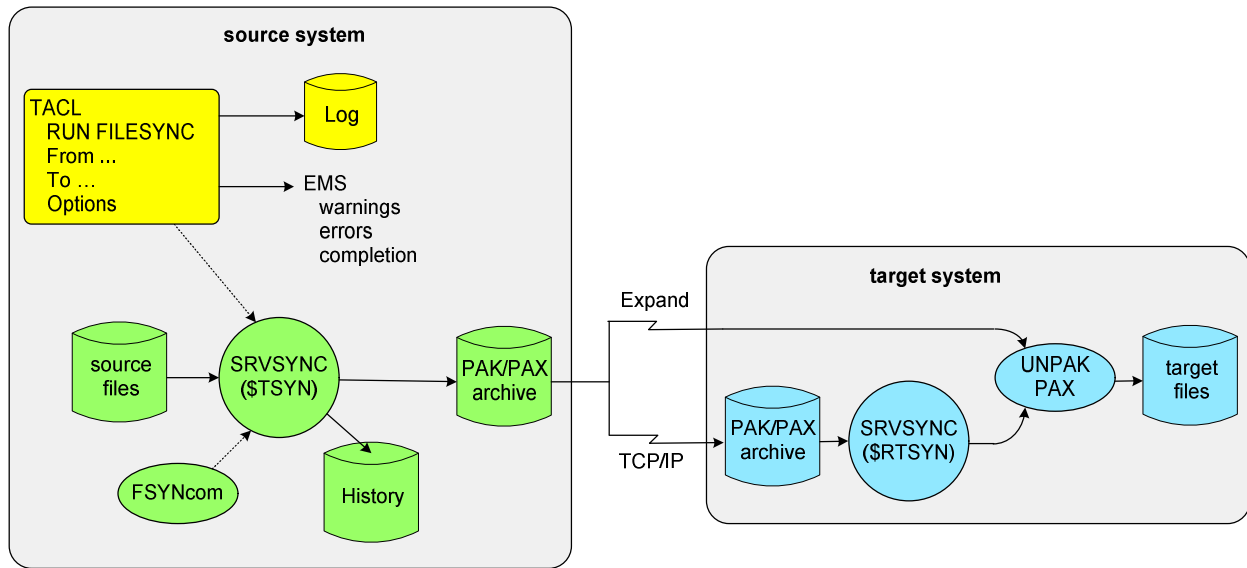 source system
TACL
RUN FILESYNC
From ...
To ...
Options
Log
EMS
warnings
errors
completion
source
files
SRVSYNC
($TSYN)
PAK/PAX
archive
FSYNcom
History
Expand
TCP/IP
target system
PAK/PAX
archive
SRVSYNC
($RTSYN)
UNPAK
PAX
target
files